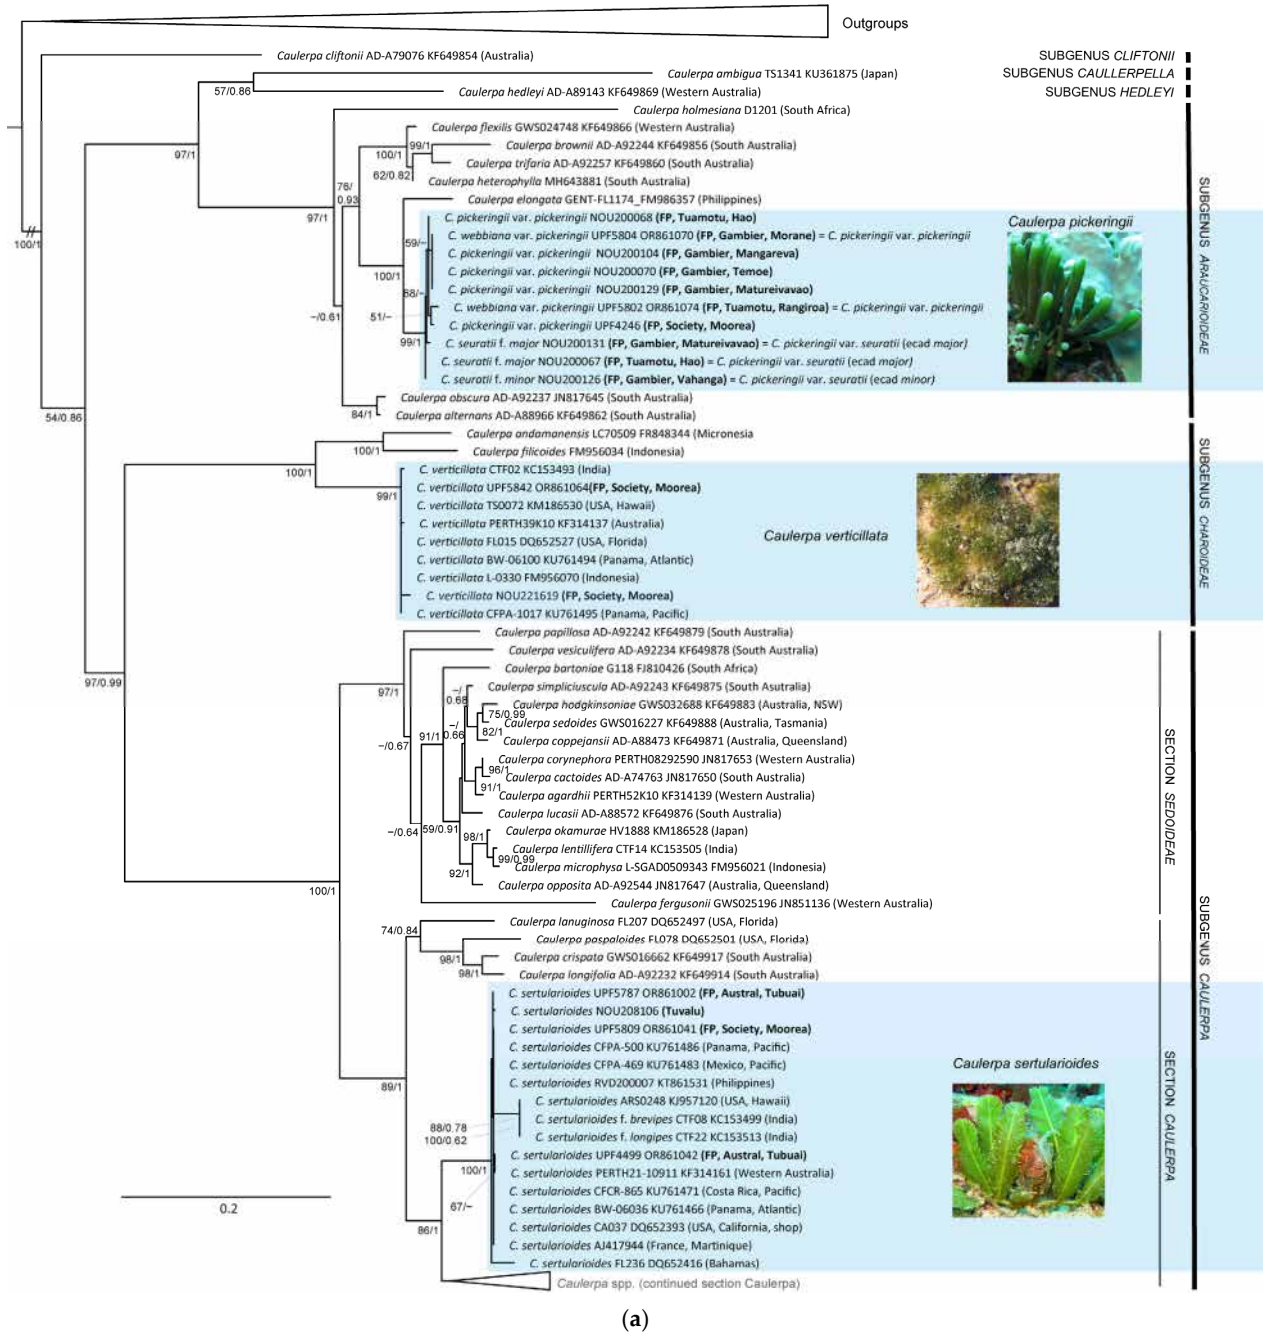 Outgroups
Caulerpa cliftonii AD-A79076 KF649854 (Australia)
SUBGENUS CLIFTONII
Caulerpa ambigua TS1341 KU361875 (Japan)
SUBGENUS CAULLERPELLA
57/0.86
Caulerpa hedleyi AD-A89143 KF649869 (Western Australia)
SUBGENUS HEDLEYI
Caulerpa holmesiana D1201 (South Africa)
Caulerpa flexilis GWS024748 KF649866 (Western Australia)
99/1
Caulerpa brownii AD-A92244 KF649856 (South Australia)
97/1
100/1
Caulerpa trifaria AD-A92257 KF649860 (South Australia)
62/0.82
Caulerpa heterophylla MH643881 (South Australia)
76/
0.93
Caulerpa elongata GENT-FL1174_FM986357 (Philippines)
97/1
C. pickeringii var. pickeringii NOU200068 (FP, Tuamotu, Hao)
Caulerpa pickeringii
100/1
59/–
C. webbiana var. pickeringii UPF5804 OR861070 (FP, Gambier, Morane) = C. pickeringii var. pickeringii
C. pickeringii var. pickeringii NOU200104 (FP, Gambier, Mangareva)
100/1
C. pickeringii var. pickeringii NOU200070 (FP, Gambier, Temoe)
68/–
C. pickeringii var. pickeringii NOU200129 (FP, Gambier, Matureivavao)
–/0.61
51/–
C. webbiana var. pickeringii UPF5802 OR861074 (FP, Tuamotu, Rangiroa) = C. pickeringii var. pickeringii
C. pickeringii var. pickeringii UPF4246 (FP, Society, Moorea)
99/1
C. seuratii f. major NOU200131 (FP, Gambier, Matureivavao) = C. pickeringii var. seuratii (ecad major)
C. seuratii f. major NOU200067 (FP, Tuamotu, Hao) = C. pickeringii var. seuratii (ecad major)
C. seuratii f. minor NOU200126 (FP, Gambier, Vahanga) = C. pickeringii var. seuratii (ecad minor)
SUBGENUS ARAUCARIOIDEAE
Caulerpa obscura AD-A92237 JN817645 (South Australia)
54/0.86
84/1
Caulerpa alternans AD-A88966 KF649862 (South Australia)
Caulerpa andamanensis LC70509 FR848344 (Micronesia
100/1
Caulerpa filicoides FM956034 (Indonesia)
100/1
C. verticillata CTF02 KC153493 (India)
C. verticillata UPF5842 OR861064(FP, Society, Moorea)
99/1
C. verticillata TS0072 KM186530 (USA, Hawaii)
C. verticillata PERTH39K10 KF314137 (Australia)
Caulerpa verticillata
C. verticillata FL015 DQ652527 (USA, Florida)
C. verticillata BW-06100 KU761494 (Panama, Atlantic)
C. verticillata L-0330 FM956070 (Indonesia)
C. verticillata NOU221619 (FP, Society, Moorea)
C. verticillata CFPA-1017 KU761495 (Panama, Pacific)
SUBGENUS CHAROIDEAE
Caulerpa papillosa AD-A92242 KF649879 (South Australia)
Caulerpa vesiculifera AD-A92234 KF649878 (South Australia)
97/0.99
Caulerpa bartoniae G118 FJ810426 (South Africa)
97/1
–/
0.68
Caulerpa simpliciuscula AD-A92243 KF649875 (South Asutralia)
Caulerpa hodgkinsoniae GWS032688 KF649883 (Australia, NSW)
75/0.99
–/
0.66
Caulerpa sedoides GWS016227 KF649888 (Australia, Tasmania)
82/1
91/1
Caulerpa coppejansii AD-A88473 KF649871 (Australia, Queensland)
–/0.67
Caulerpa corynephora PERTH08292590 JN817653 (Western Australia)
96/1
Caulerpa cactoides AD-A74763 JN817650 (South Australia)
91/1
Caulerpa agardhii PERTH52K10 KF314139 (Western Australia)
Caulerpa lucasii AD-A88572 KF649876 (South Australia)
–/0.64
59/0.91
98/1
Caulerpa okamurae HV1888 KM186528 (Japan)
Caulerpa lentillifera CTF14 KC153505 (India)
99/0.99
Caulerpa microphysa L-SGAD0509343 FM956021 (Indonesia)
92/1
Caulerpa opposita AD-A92544 JN817647 (Australia, Queensland)
100/1
Caulerpa fergusonii GWS025196 JN851136 (Western Australia)
SECTION SEDOIDEAE
Caulerpa lanuginosa FL207 DQ652497 (USA, Florida)
74/0.84
Caulerpa paspaloides FL078 DQ652501 (USA, Florida)
98/1
Caulerpa crispata GWS016662 KF649917 (South Australia)
98/1
Caulerpa longifolia AD-A92232 KF649914 (South Australia)
C. sertularioides UPF5787 OR861002 (FP, Austral, Tubuai)
C. sertularioides NOU208106 (Tuvalu)
C. sertularioides UPF5809 OR861041 (FP, Society, Moorea)
C. sertularioides CFPA-500 KU761486 (Panama, Pacific)
C. sertularioides CFPA-469 KU761483 (Mexico, Pacific)
Caulerpa sertularioides
C. sertularioides RVD200007 KT861531 (Philippines)
89/1
C. sertularioides ARS0248 KJ957120 (USA, Hawaii)
C. sertularioides f. brevipes CTF08 KC153499 (India)
88/0.78
100/0.62
C. sertularioides f. longipes CTF22 KC153513 (India)
C. sertularioides UPF4499 OR861042 (FP, Austral, Tubuai)
100/1
C. sertularioides PERTH21-10911 KF314161 (Western Australia)
C. sertularioides CFCR-865 KU761471 (Costa Rica, Pacific)
67/–
C. sertularioides BW-06036 KU761466 (Panama, Atlantic)
0.2
86/1
C. sertularioides CA037 DQ652393 (USA, California, shop)
C. sertularioides AJ417944 (France, Martinique)
C. sertularioides FL236 DQ652416 (Bahamas)
Caulerpa spp. (continued section Caulerpa)
SECTION CAULERPA
SUBGENUS CAULERPA
(a)